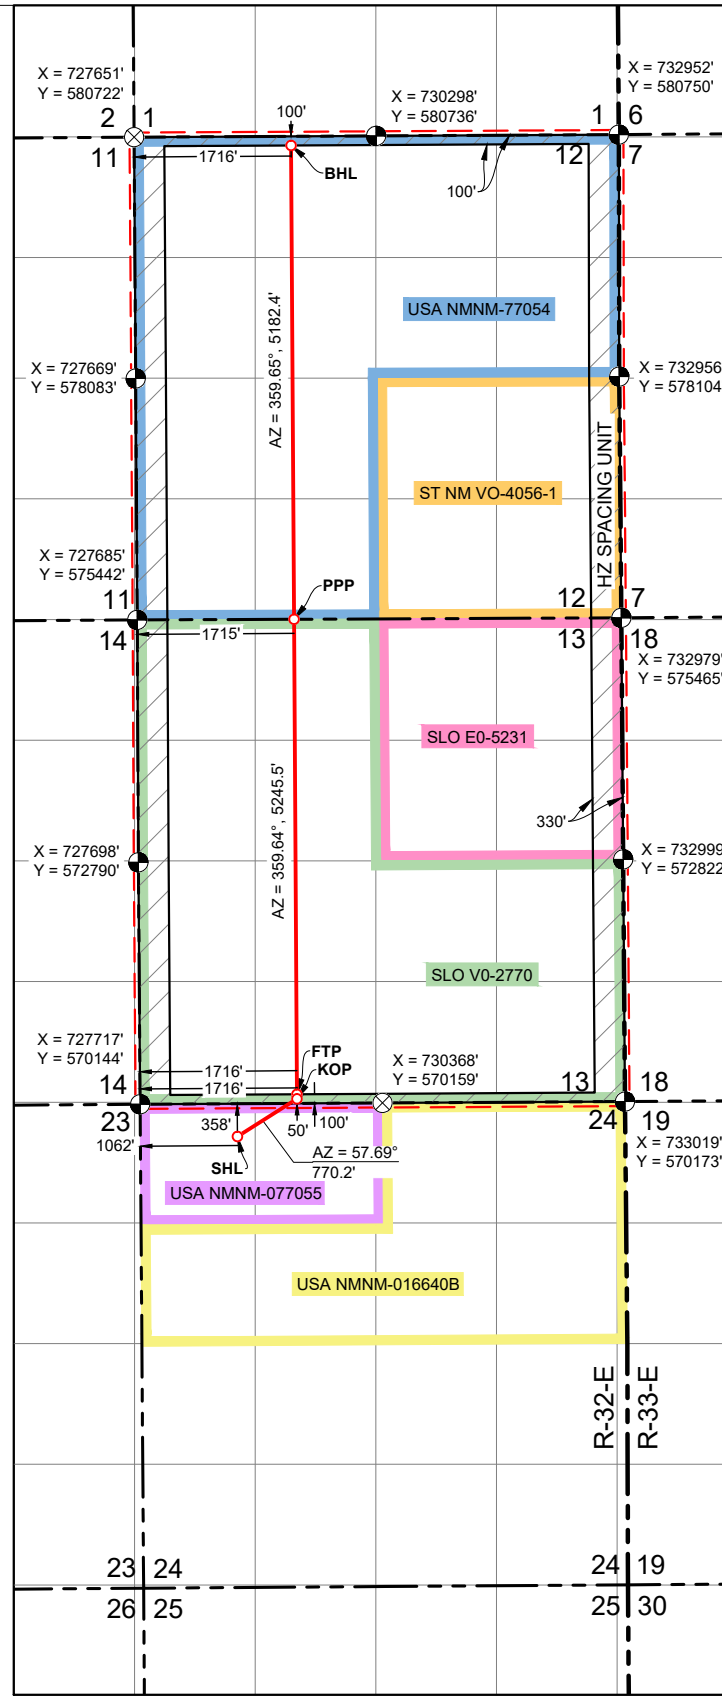 X = 727651'
Y = 580722'
X = 732952'
Y = 580750'
X = 730298'
Y = 580736'
2 1
1 6
100'
11
12 7
1716'
BHL
100'
USA NMNM-77054
AZ = 359.65°, 5182.4'
X = 727669'
Y = 578083'
X = 732956'
Y = 578104
HZ SPACING UNIT
ST NM VO-4056-1
X = 727685'
Y = 575442'
PPP
11
12 7
14
13 18
1715'
X = 732979'
Y = 575465'
SLO E0-5231
AZ = 359.64°, 5245.5'
330'
X = 727698'
Y = 572790'
X = 732999'
Y = 572822'
SLO V0-2770
X = 727717'
Y = 570144'
FTP
KOP
X = 730368'
Y = 570159'
1716'
1716'
14
13 18
23
24 19
358'
50'
100'
1062'
SHL
AZ = 57.69°
770.2'
X = 733019'
Y = 570173'
USA NMNM-077055
USA NMNM-016640B
R-32-E
R-33-E
23 24
24 19
26 25
25 30